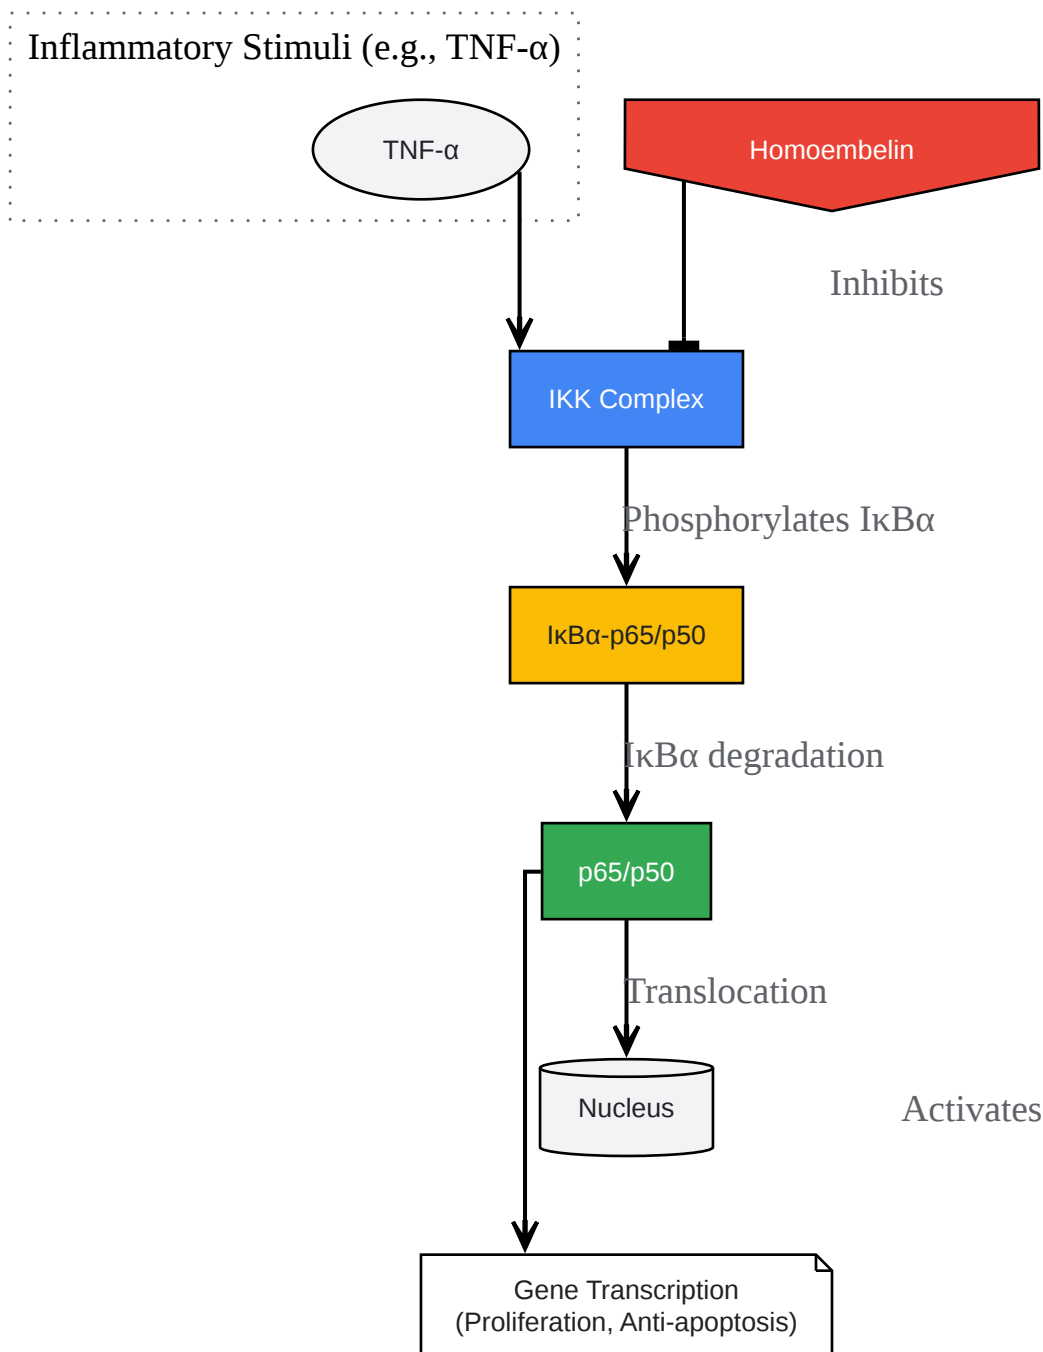 Inflammatory Stimuli (e.g., TNF-α)
TNF-α
Homoembelin
Inhibits
IKK Complex
Phosphorylates IκBα
IκBα-p65/p50
IκBα degradation
p65/p50
Translocation
Nucleus
Activates
Gene Transcription
(Proliferation, Anti-apoptosis)